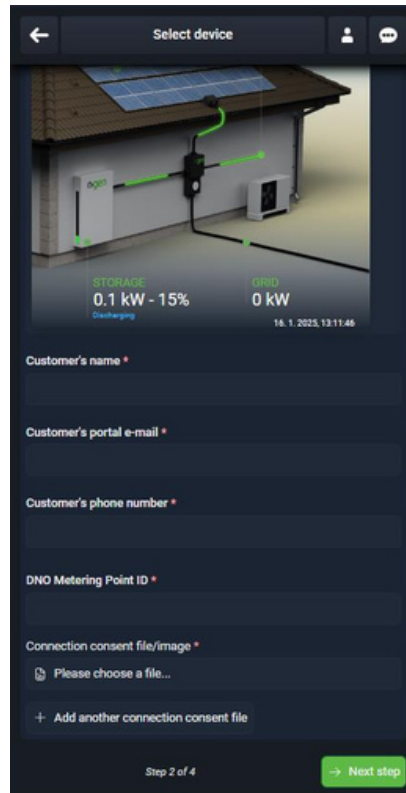 Select device
ngen
STORAGE
GRID
0.1 kW - 15%
0 kW
Discharging
16. 1. 2025, 13:11:46
Customer's name *
Customer's portal e-mail *
Customer's phone number *
DNO Metering Point ID *
Connection consent file/image *
Please choose a file...
+ Add another connection consent file
Step 2 of 4
→ Next step